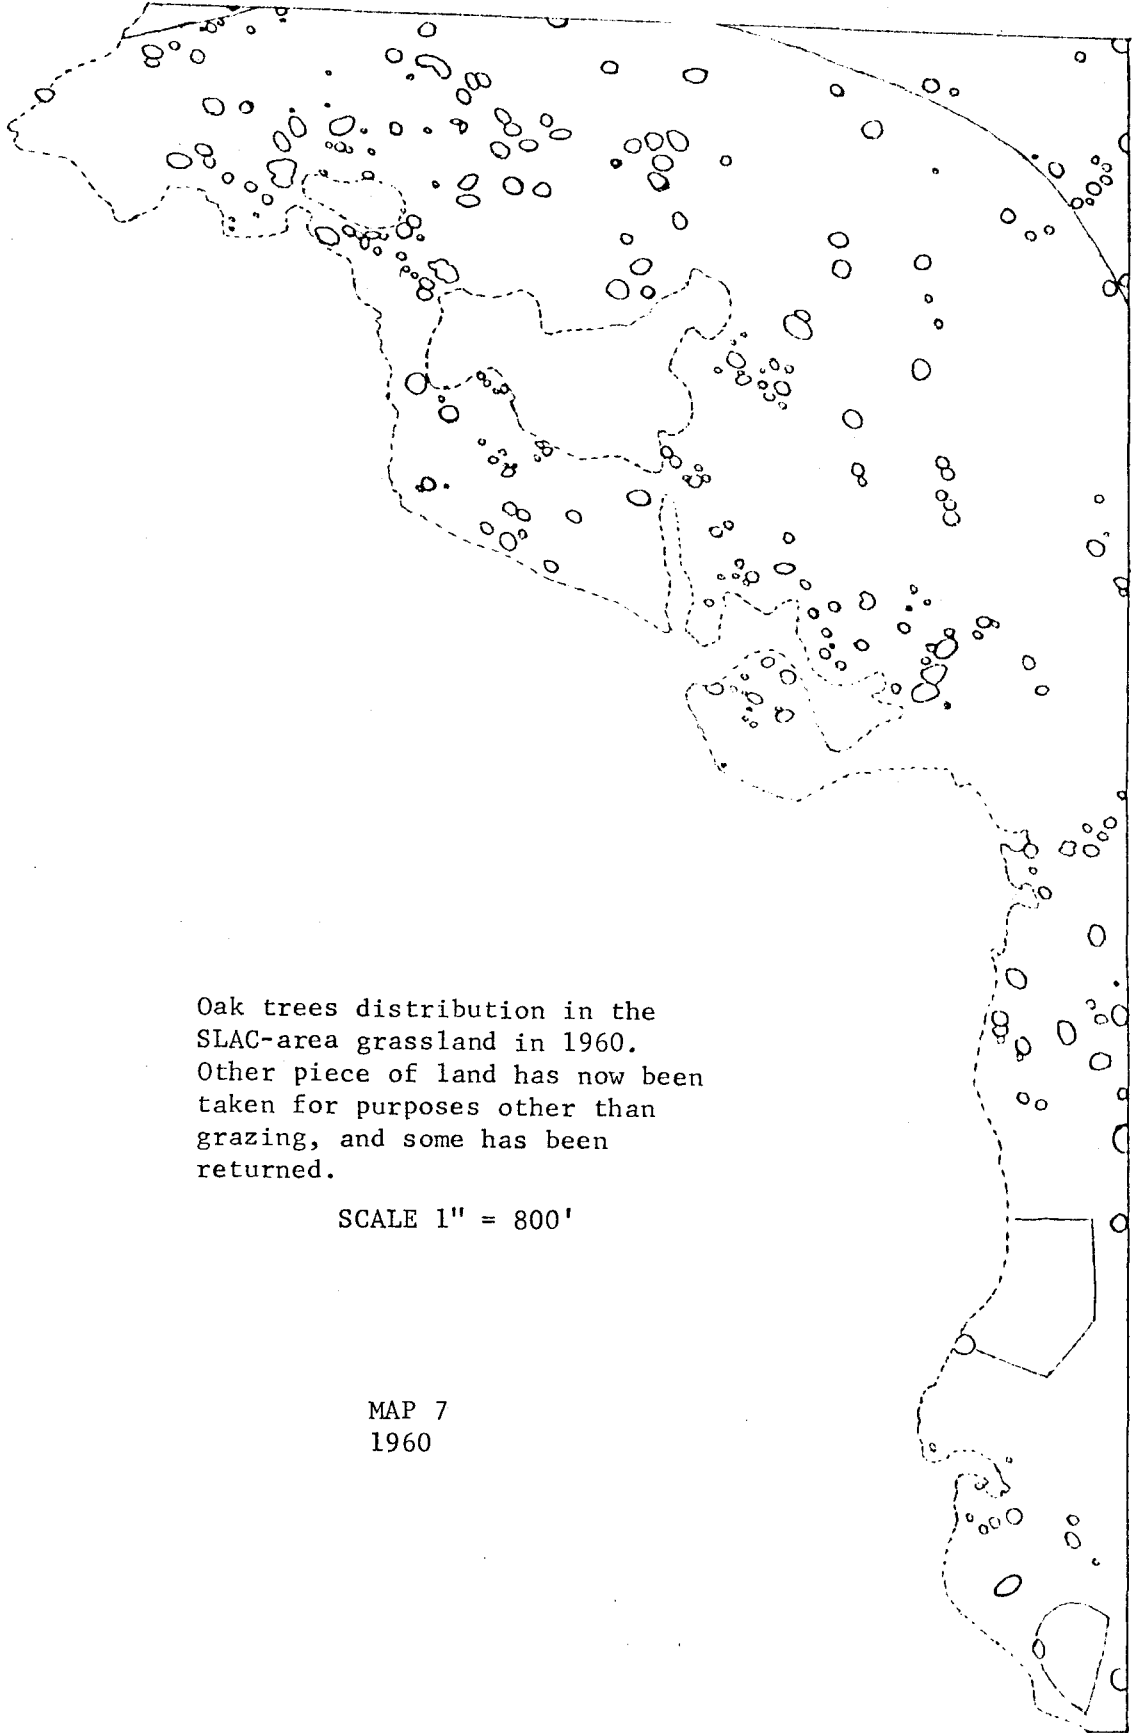 Oak trees distribution in the
SLAC-area grassland in 1960.
Other piece of land has now been
taken for purposes other than
grazing, and some has been
returned.
SCALE 1" = 800'
MAP 7
1960